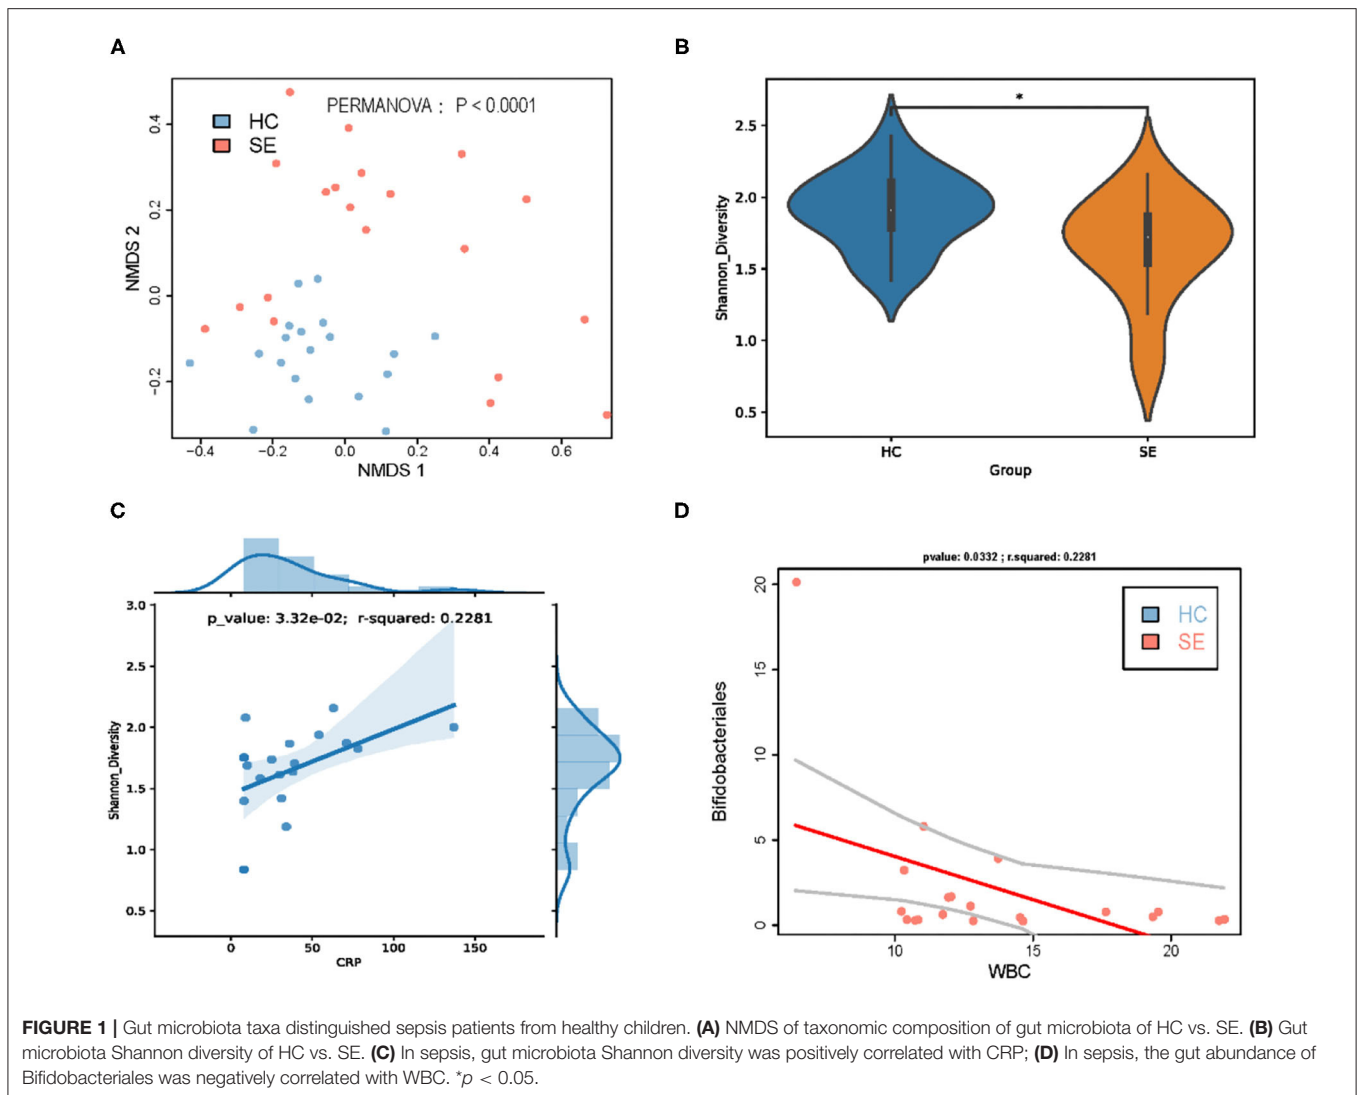 A
PERMANOVA : P < 0.0001
HC
SE
0.4
0.2
0.0
−0.2
−0.4 −0.2 0.0 0.2 0.4 0.6
NMDS 2
NMDS 1
B
*
2.5
2.0
1.5
1.0
0.5
Shannon_Diversity
HC SE
Group
C
p_value: 3.32e-02; r-squared: 0.2281
3.0
2.5
2.0
1.5
1.0
0.5
Shannon_Diversity
0 50 100 150
CRP
D
pvalue: 0.0332 ; r.squared: 0.2281
HC
SE
20
15
10
5
0
Bifidobacteriales
10 15 20
WBC
FIGURE 1 | Gut microbiota taxa distinguished sepsis patients from healthy children. (A) NMDS of taxonomic composition of gut microbiota of HC vs. SE. (B) Gut
microbiota Shannon diversity of HC vs. SE. (C) In sepsis, gut microbiota Shannon diversity was positively correlated with CRP; (D) In sepsis, the gut abundance of
Bifidobacteriales was negatively correlated with WBC. *p < 0.05.